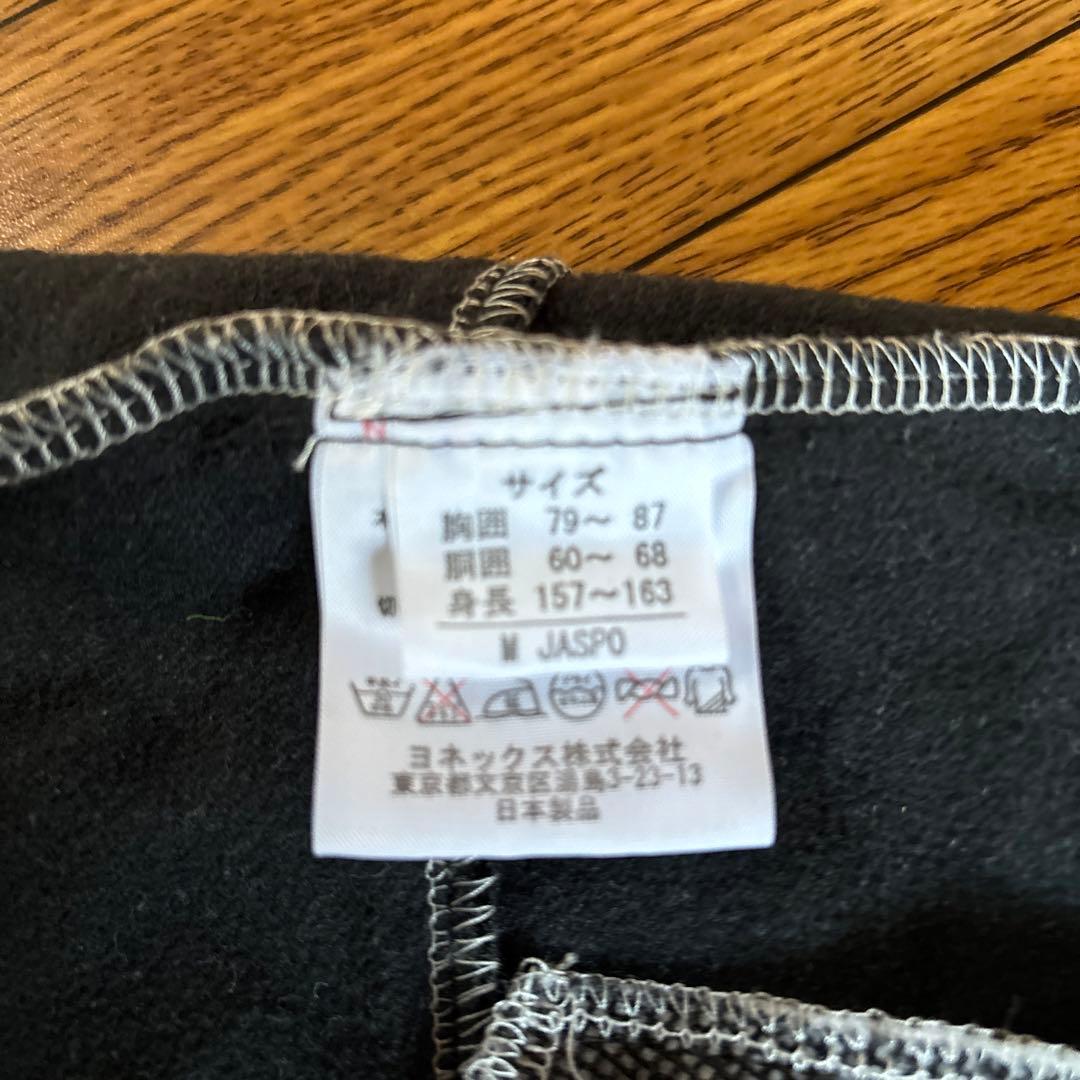 サイズ
胸囲 79〜 87
胴囲 60〜 68
身長 157〜163
M JASPO
切
ヨネックス株式会社
東京都文京区湯島3-23-13
日本製品